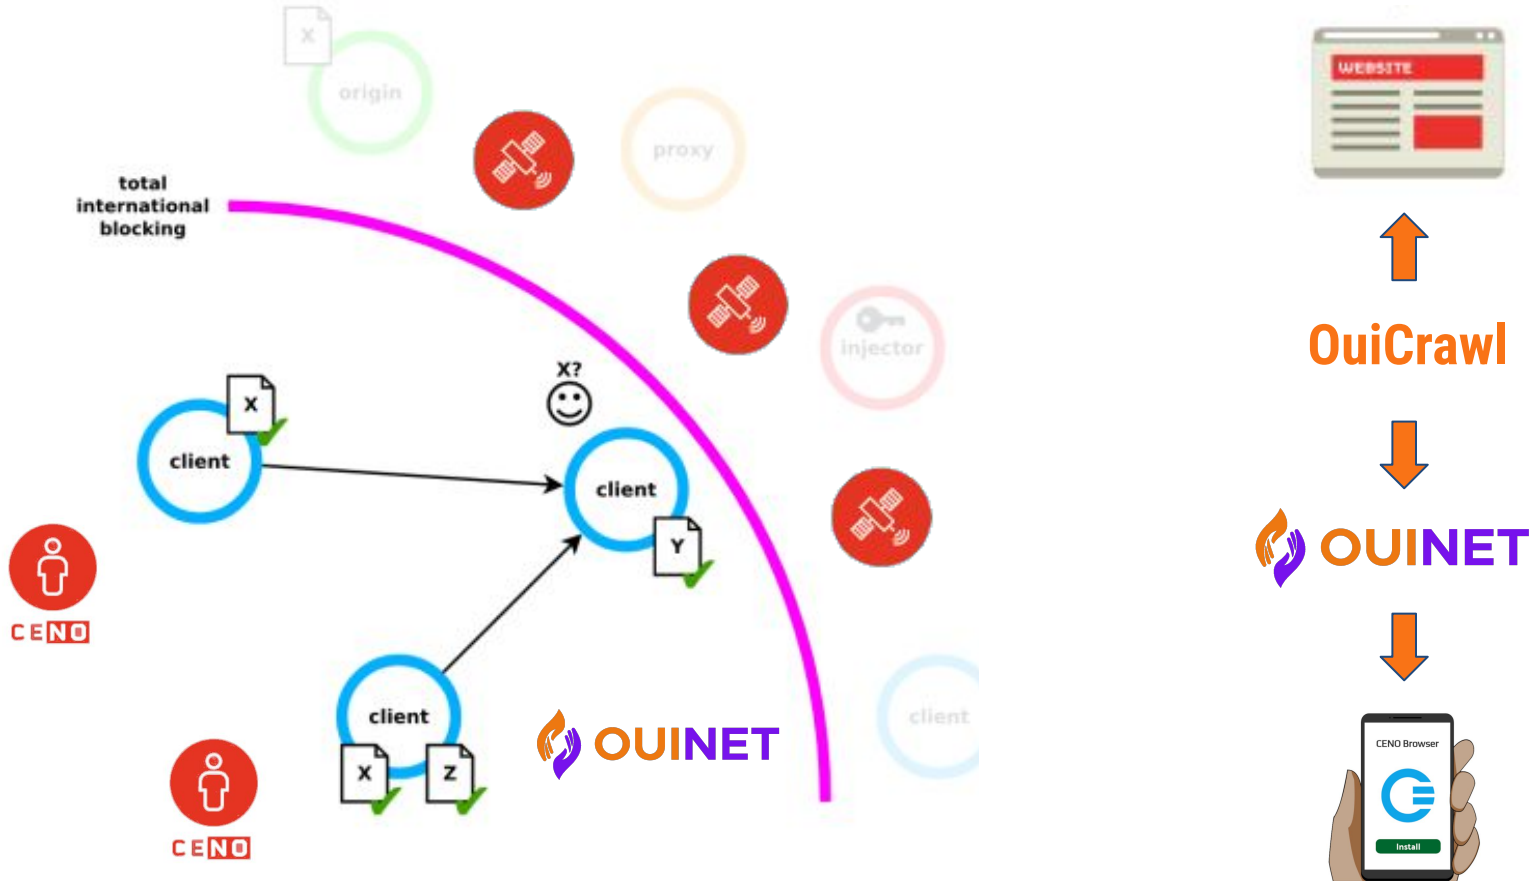 X
origin
proxy
total
international
blocking
injector
X?
X
client
client
Y
CENO
client
X
Z
OUINET
client
CENO
WEBSITE
OuiCrawl
OUINET
CENO Browser
Install